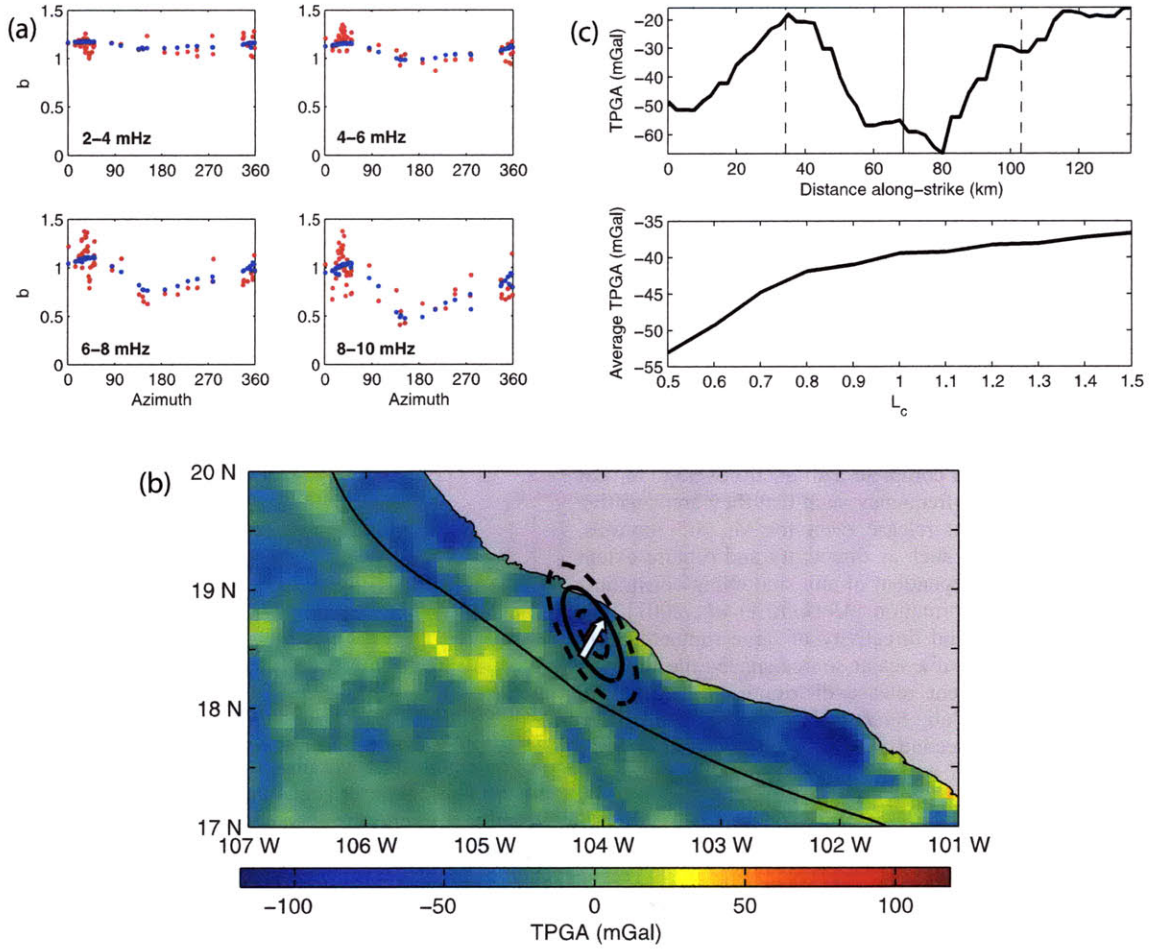 (a)
1.5
1
0.5
0
b
2–4 mHz
0 90 180 270 360
1.5
1
0.5
0
4–6 mHz
0 90 180 270 360
1.5
1
0.5
0
b
6–8 mHz
0 90 180 270 360
Azimuth
1.5
1
0.5
0
8–10 mHz
0 90 180 270 360
Azimuth
(c)
−20
−30
−40
−50
−60
TPGA (mGal)
0 20 40 60 80 100 120
Distance along−strike (km)
−35
−40
−45
−50
−55
Average TPGA (mGal)
0.5 0.6 0.7 0.8 0.9 1 1.1 1.2 1.3 1.4 1.5
Lc
(b)
20 N
19 N
18 N
17 N
107 W 106 W 105 W 104 W 103 W 102 W 101 W
−100 −50 0 50 100
TPGA (mGal)